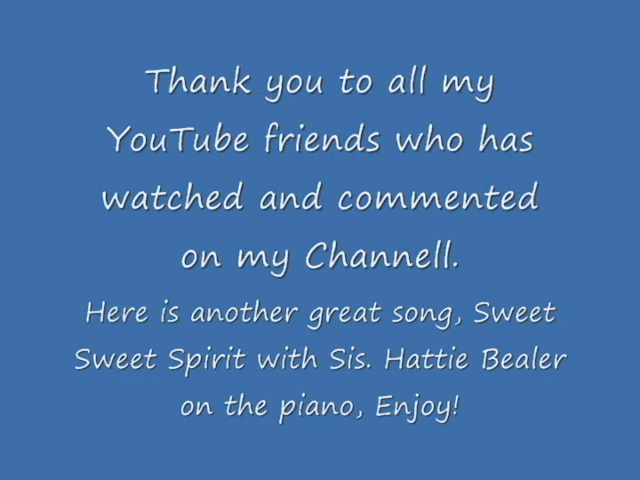 Thank you to all my
YouTube friends who has
watched and commented
on my Channell.
Here is another great song, Sweet
Sweet Spirit with Sis. Hattie Bealer
on the piano, Enjoy!